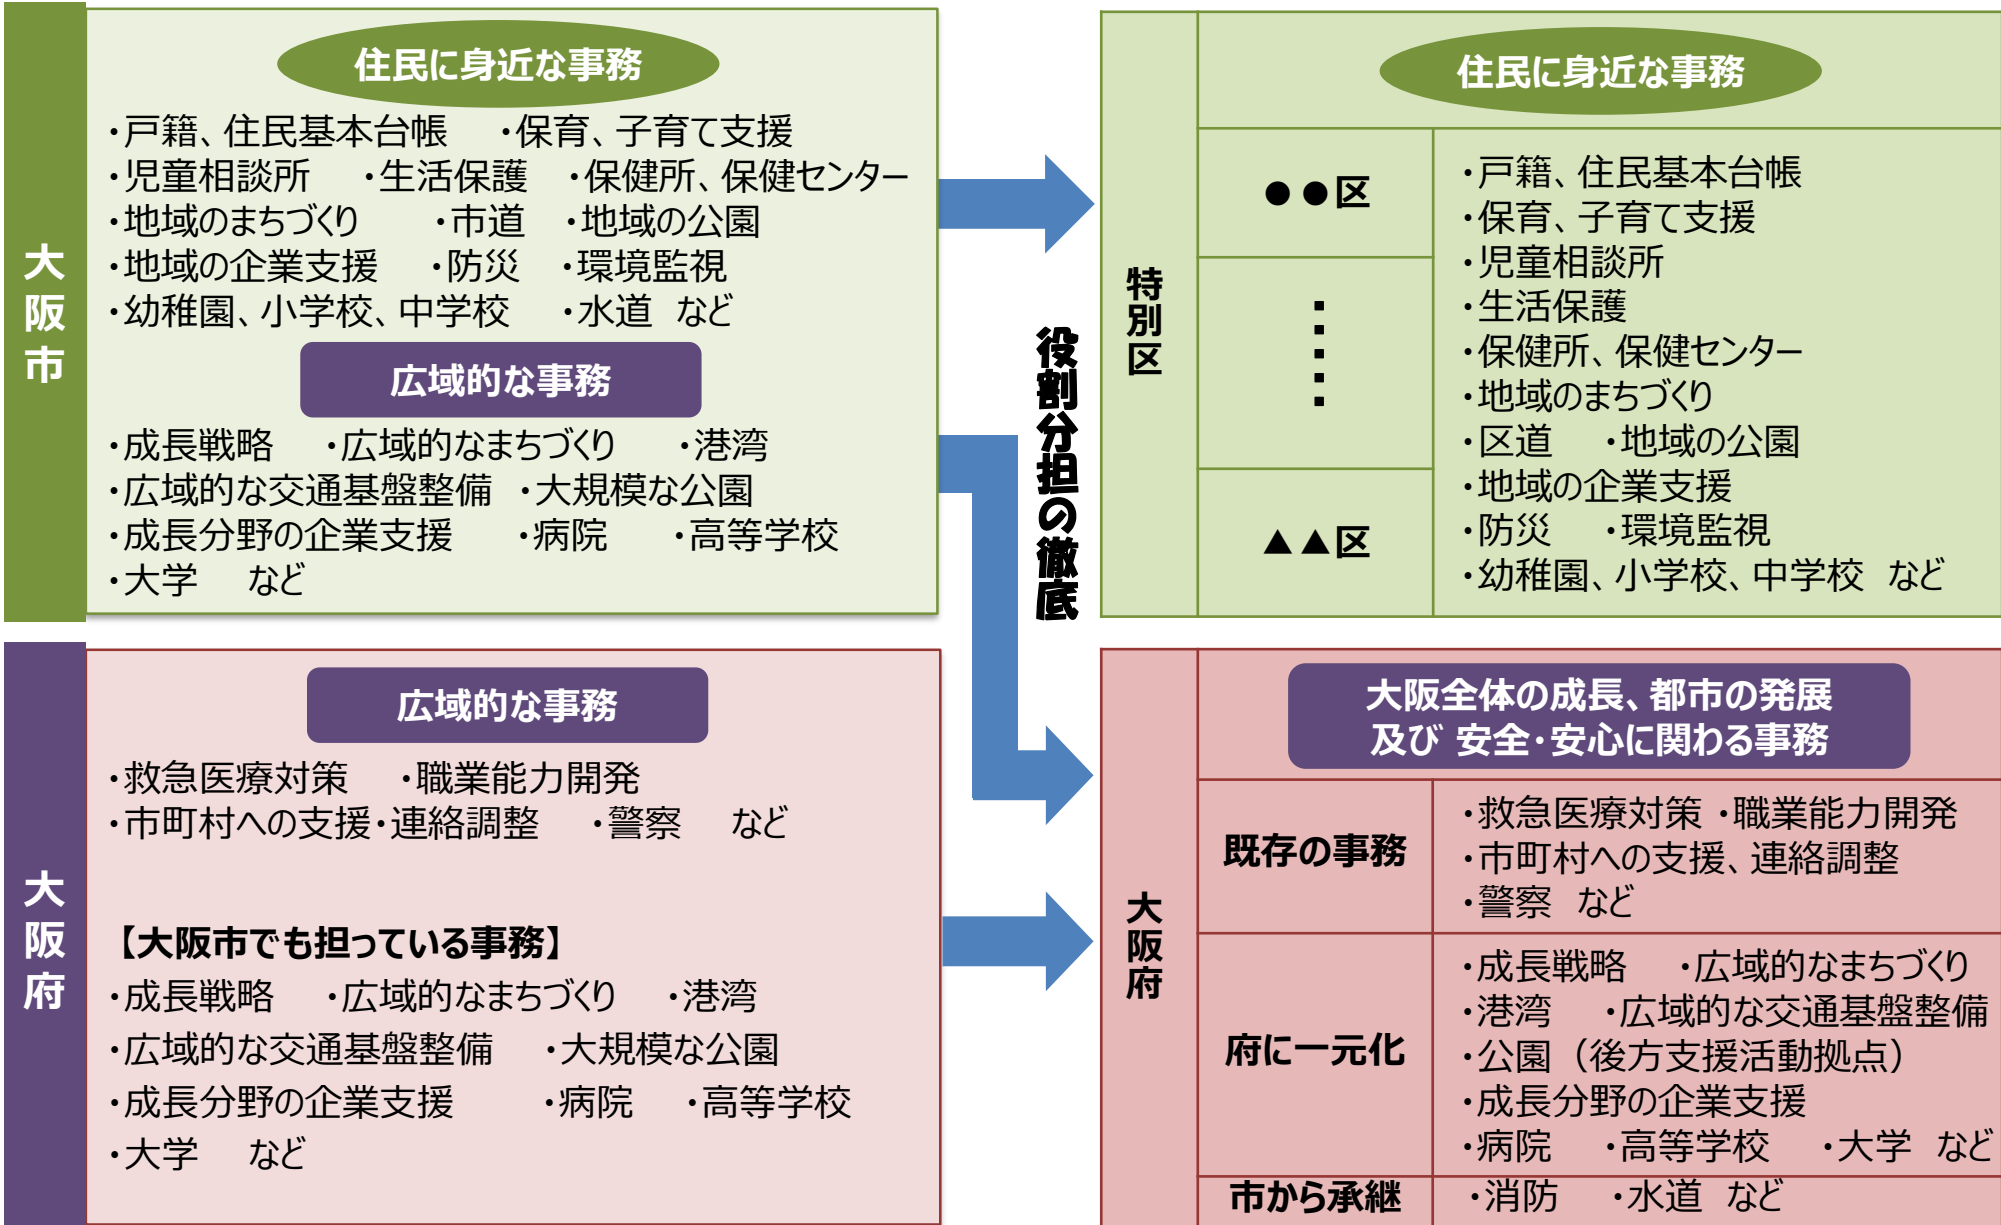 大阪市
住民に身近な事務
・戸籍、住民基本台帳　・保育、子育て支援
・児童相談所　・生活保護　・保健所、保健センター
・地域のまちづくり　・市道　・地域の公園
・地域の企業支援　・防災　・環境監視
・幼稚園、小学校、中学校　・水道　など
広域的な事務
・成長戦略　・広域的なまちづくり　・港湾
・広域的な交通基盤整備　・大規模な公園
・成長分野の企業支援　・病院　・高等学校
・大学　など
大阪府
広域的な事務
・救急医療対策　・職業能力開発
・市町村への支援・連絡調整　・警察　など
【大阪市でも担っている事務】
・成長戦略　・広域的なまちづくり　・港湾
・広域的な交通基盤整備　・大規模な公園
・成長分野の企業支援　・病院　・高等学校
・大学　など
役割分担の徹底
特別区
住民に身近な事務
●●区
▲▲区
・戸籍、住民基本台帳
・保育、子育て支援
・児童相談所
・生活保護
・保健所、保健センター
・地域のまちづくり
・区道　・地域の公園
・地域の企業支援
・防災　・環境監視
・幼稚園、小学校、中学校　など
大阪府
大阪全体の成長、都市の発展
及び 安全・安心に関わる事務
既存の事務
・救急医療対策 ・職業能力開発
・市町村への支援、連絡調整
・警察　など
府に一元化
・成長戦略　・広域的なまちづくり
・港湾　・広域的な交通基盤整備
・公園（後方支援活動拠点）
・成長分野の企業支援
・病院　・高等学校　・大学　など
市から承継
・消防　・水道　など